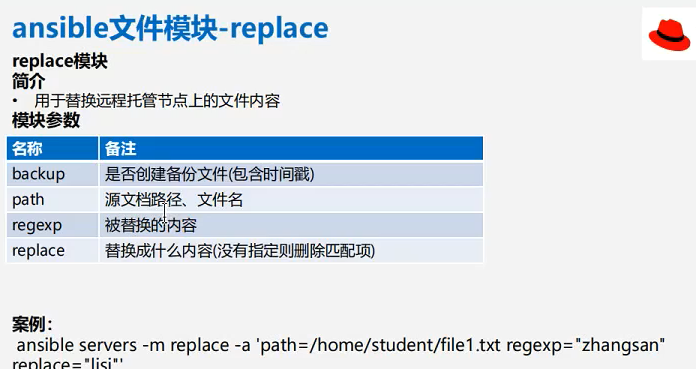 ansible文件模块-replace
replace模块
简介
• 用于替换远程托管节点上的文件内容
模块参数
名称 备注
backup 是否创建备份文件(包含时间戳)
path 源文档路径、文件名
regexp 被替换的内容
replace 替换成什么内容(没有指定则删除匹配项)
案例：
ansible servers -m replace -a 'path=/home/student/file1.txt regexp="zhangsan"
replace="lisi"'